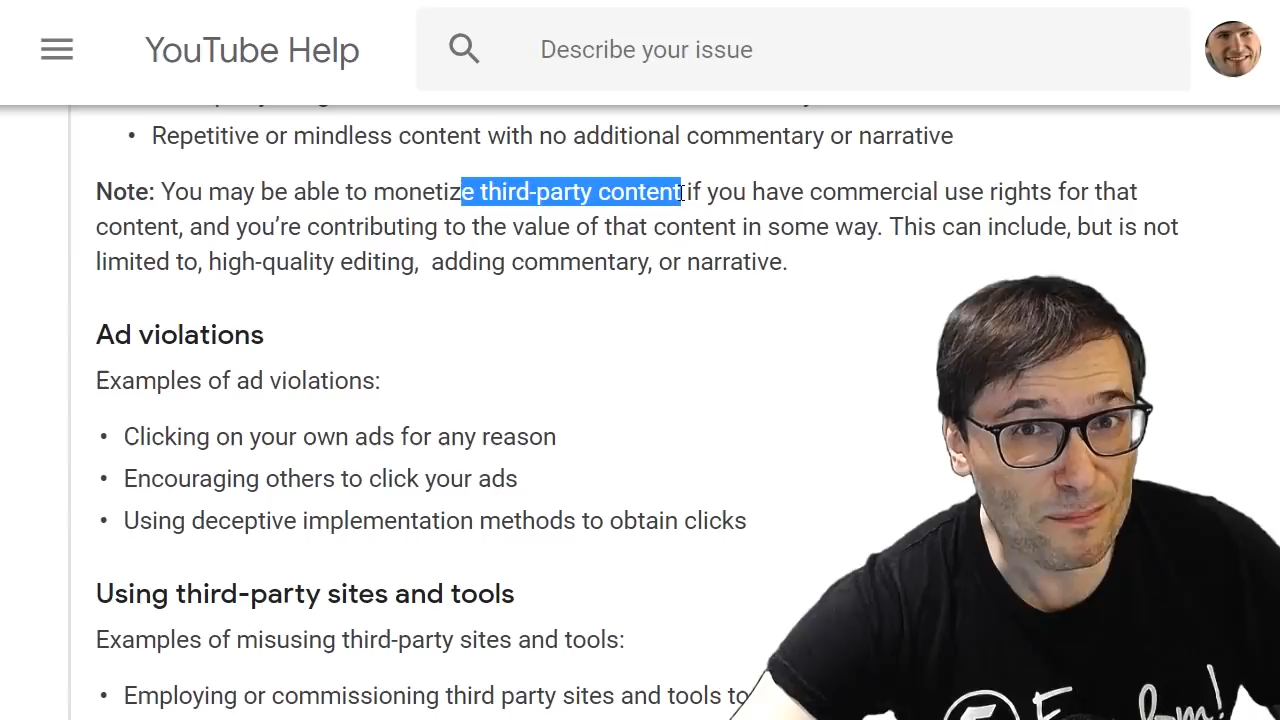 YouTube Help
Describe your issue
• Repetitive or mindless content with no additional commentary or narrative
Note: You may be able to monetize third-party content if you have commercial use rights for that
content, and you’re contributing to the value of that content in some way. This can include, but is not
limited to, high-quality editing,  adding commentary, or narrative.
Ad violations
Examples of ad violations:
• Clicking on your own ads for any reason
• Encouraging others to click your ads
• Using deceptive implementation methods to obtain clicks
Using third-party sites and tools
Examples of misusing third-party sites and tools:
• Employing or commissioning third party sites and tools to